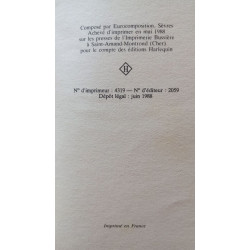 Composé par Eurocomposition, Sèvres
Achevé d'imprimer en mai 1988
sur les presses de l'Imprimerie Bussière
à Saint-Amand-Montrond (Cher)
pour le compte des éditions Harlequin
H
N° d'imprimeur : 4319 — N° d'éditeur : 2059
Dépôt légal : juin 1988
Imprimé en France